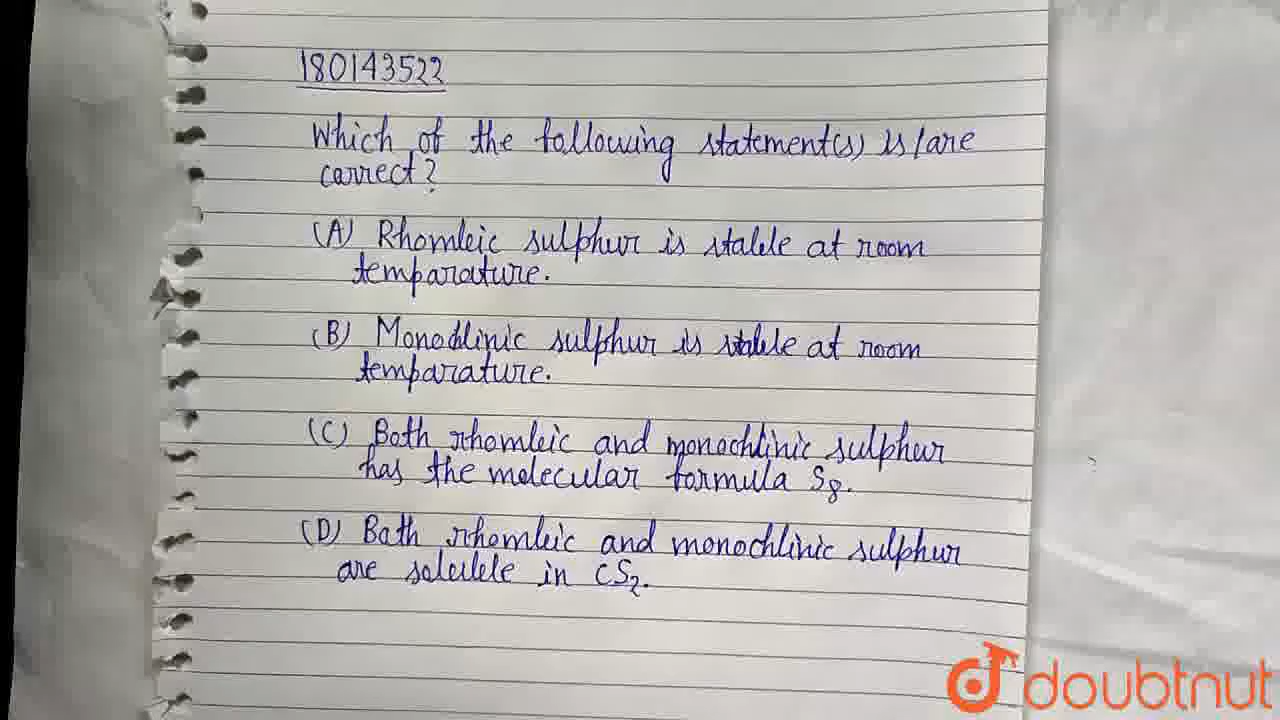 180143522
Which of the following statement(s) is/are
correct?
(A) Rhombic sulphur is stable at room
temparature.
(B) Monoclinic sulphur is stable at room
temparature.
(C) Both rhombic and monochlinic sulphur
has the molecular formula S₈.
(D) Both rhombic and monochlinic sulphur
are soluble in CS₂.
doubtnut